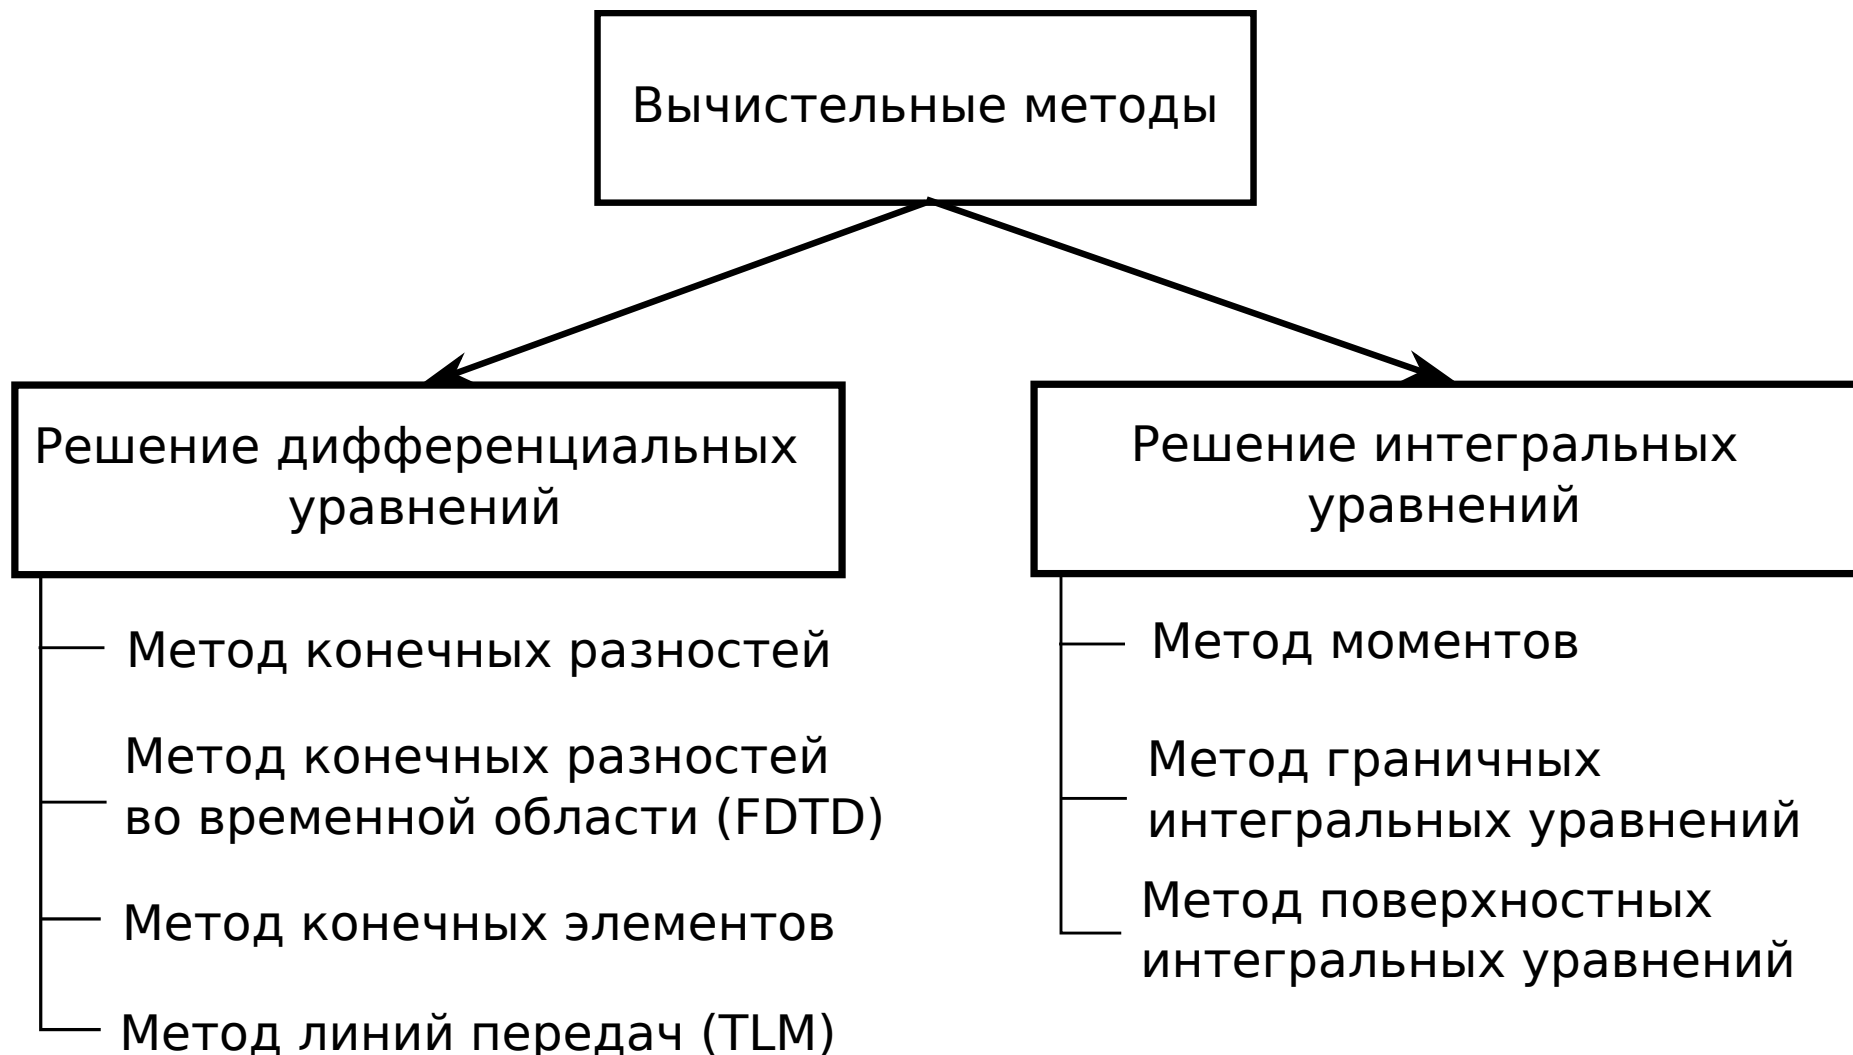 Вычистельные методы
Решение дифференциальных
уравнений
Метод конечных разностей
Метод конечных разностей
во временной области (FDTD)
Метод конечных элементов
Метод линий передач (TLM)
Решение интегральных
уравнений
Метод моментов
Метод граничных
интегральных уравнений
Метод поверхностных
интегральных уравнений